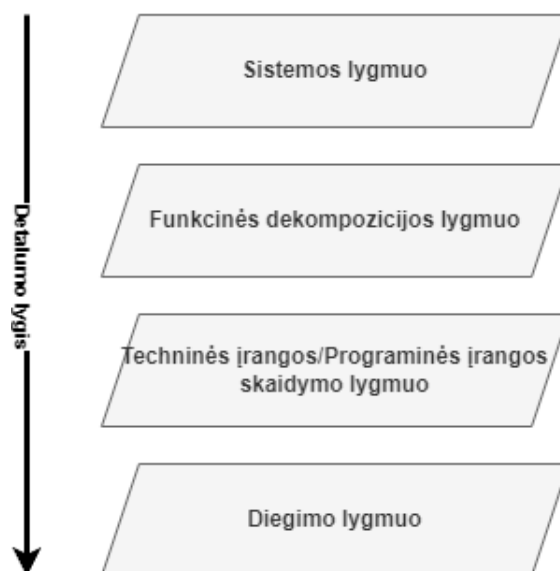 Sistemos lygmuo
Funkcinės dekompozicijos lygmuo
Detalumo lygis
Techninės įrangos/Programinės įrangos
skaidymo lygmuo
Diegimo lygmuo